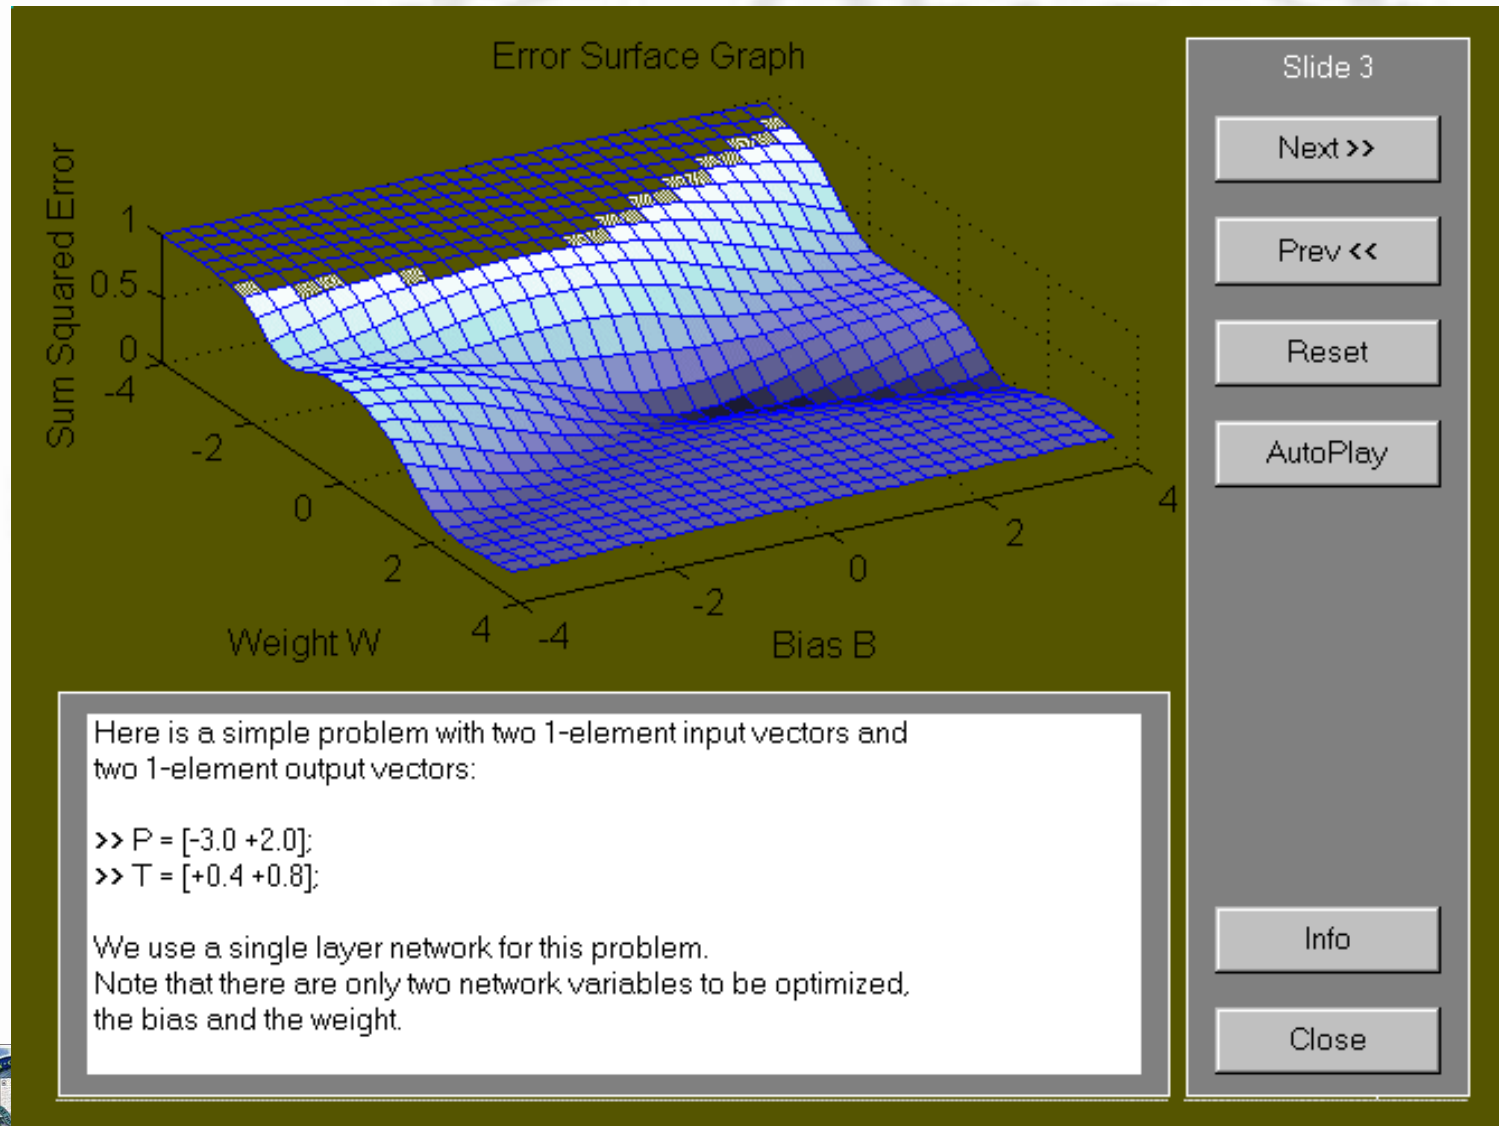 Error Surface Graph
Sum Squared Error
1
0.5
0
-4
-2
0
2
4
Weight W
-4
-2
0
2
4
Bias B
Here is a simple problem with two 1-element input vectors and
two 1-element output vectors:
>> P = [-3.0 +2.0];
>> T = [+0.4 +0.8];
We use a single layer network for this problem.
Note that there are only two network variables to be optimized,
the bias and the weight.
Slide 3
Next >>
Prev <<
Reset
AutoPlay
Info
Close